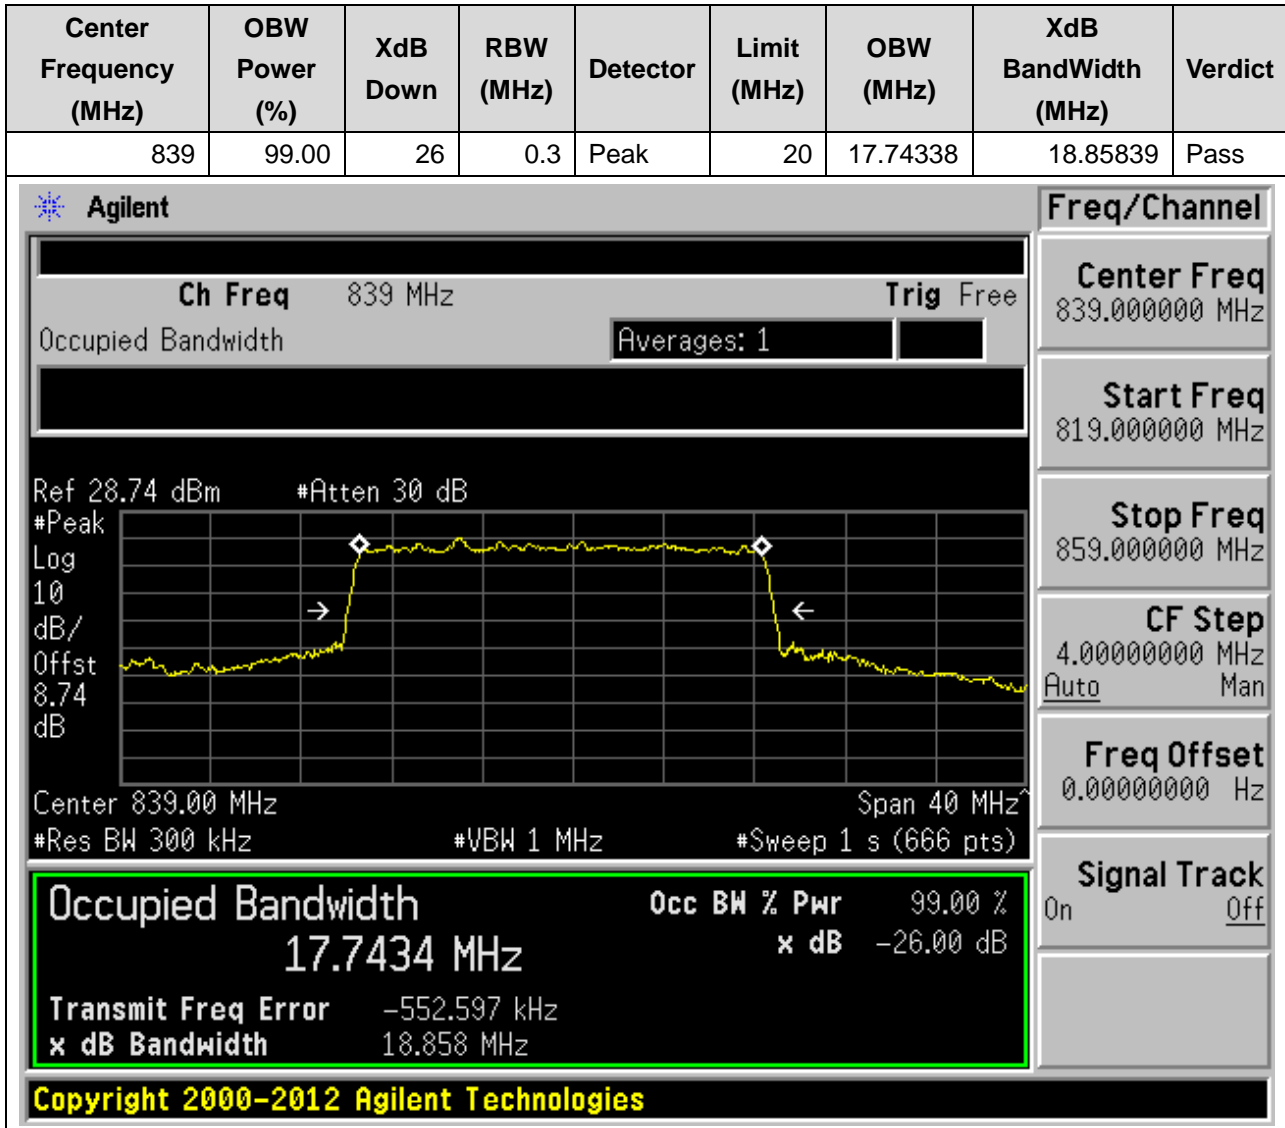 Center Frequency (MHz) OBW Power (%) XdB Down RBW (MHz) Detector Limit (MHz) OBW (MHz) XdB BandWidth (MHz) Verdict
839 99.00 26 0.3 Peak 20 17.74338 18.85839 Pass
Agilent
Freq/Channel
Ch Freq 839 MHz Trig Free
Occupied Bandwidth Averages: 1
Center Freq
839.000000 MHz
Start Freq
819.000000 MHz
Stop Freq
859.000000 MHz
CF Step
4.00000000 MHz
Auto Man
Freq Offset
0.00000000 Hz
Signal Track
On Off
Ref 28.74 dBm #Atten 30 dB
#Peak
Log
10
dB/
Offst
8.74
dB
Center 839.00 MHz Span 40 MHz^
#Res BW 300 kHz #VBW 1 MHz #Sweep 1 s (666 pts)
Occupied Bandwidth
17.7434 MHz
Occ BW % Pwr 99.00 %
x dB -26.00 dB
Transmit Freq Error -552.597 kHz
x dB Bandwidth 18.858 MHz
Copyright 2000-2012 Agilent Technologies